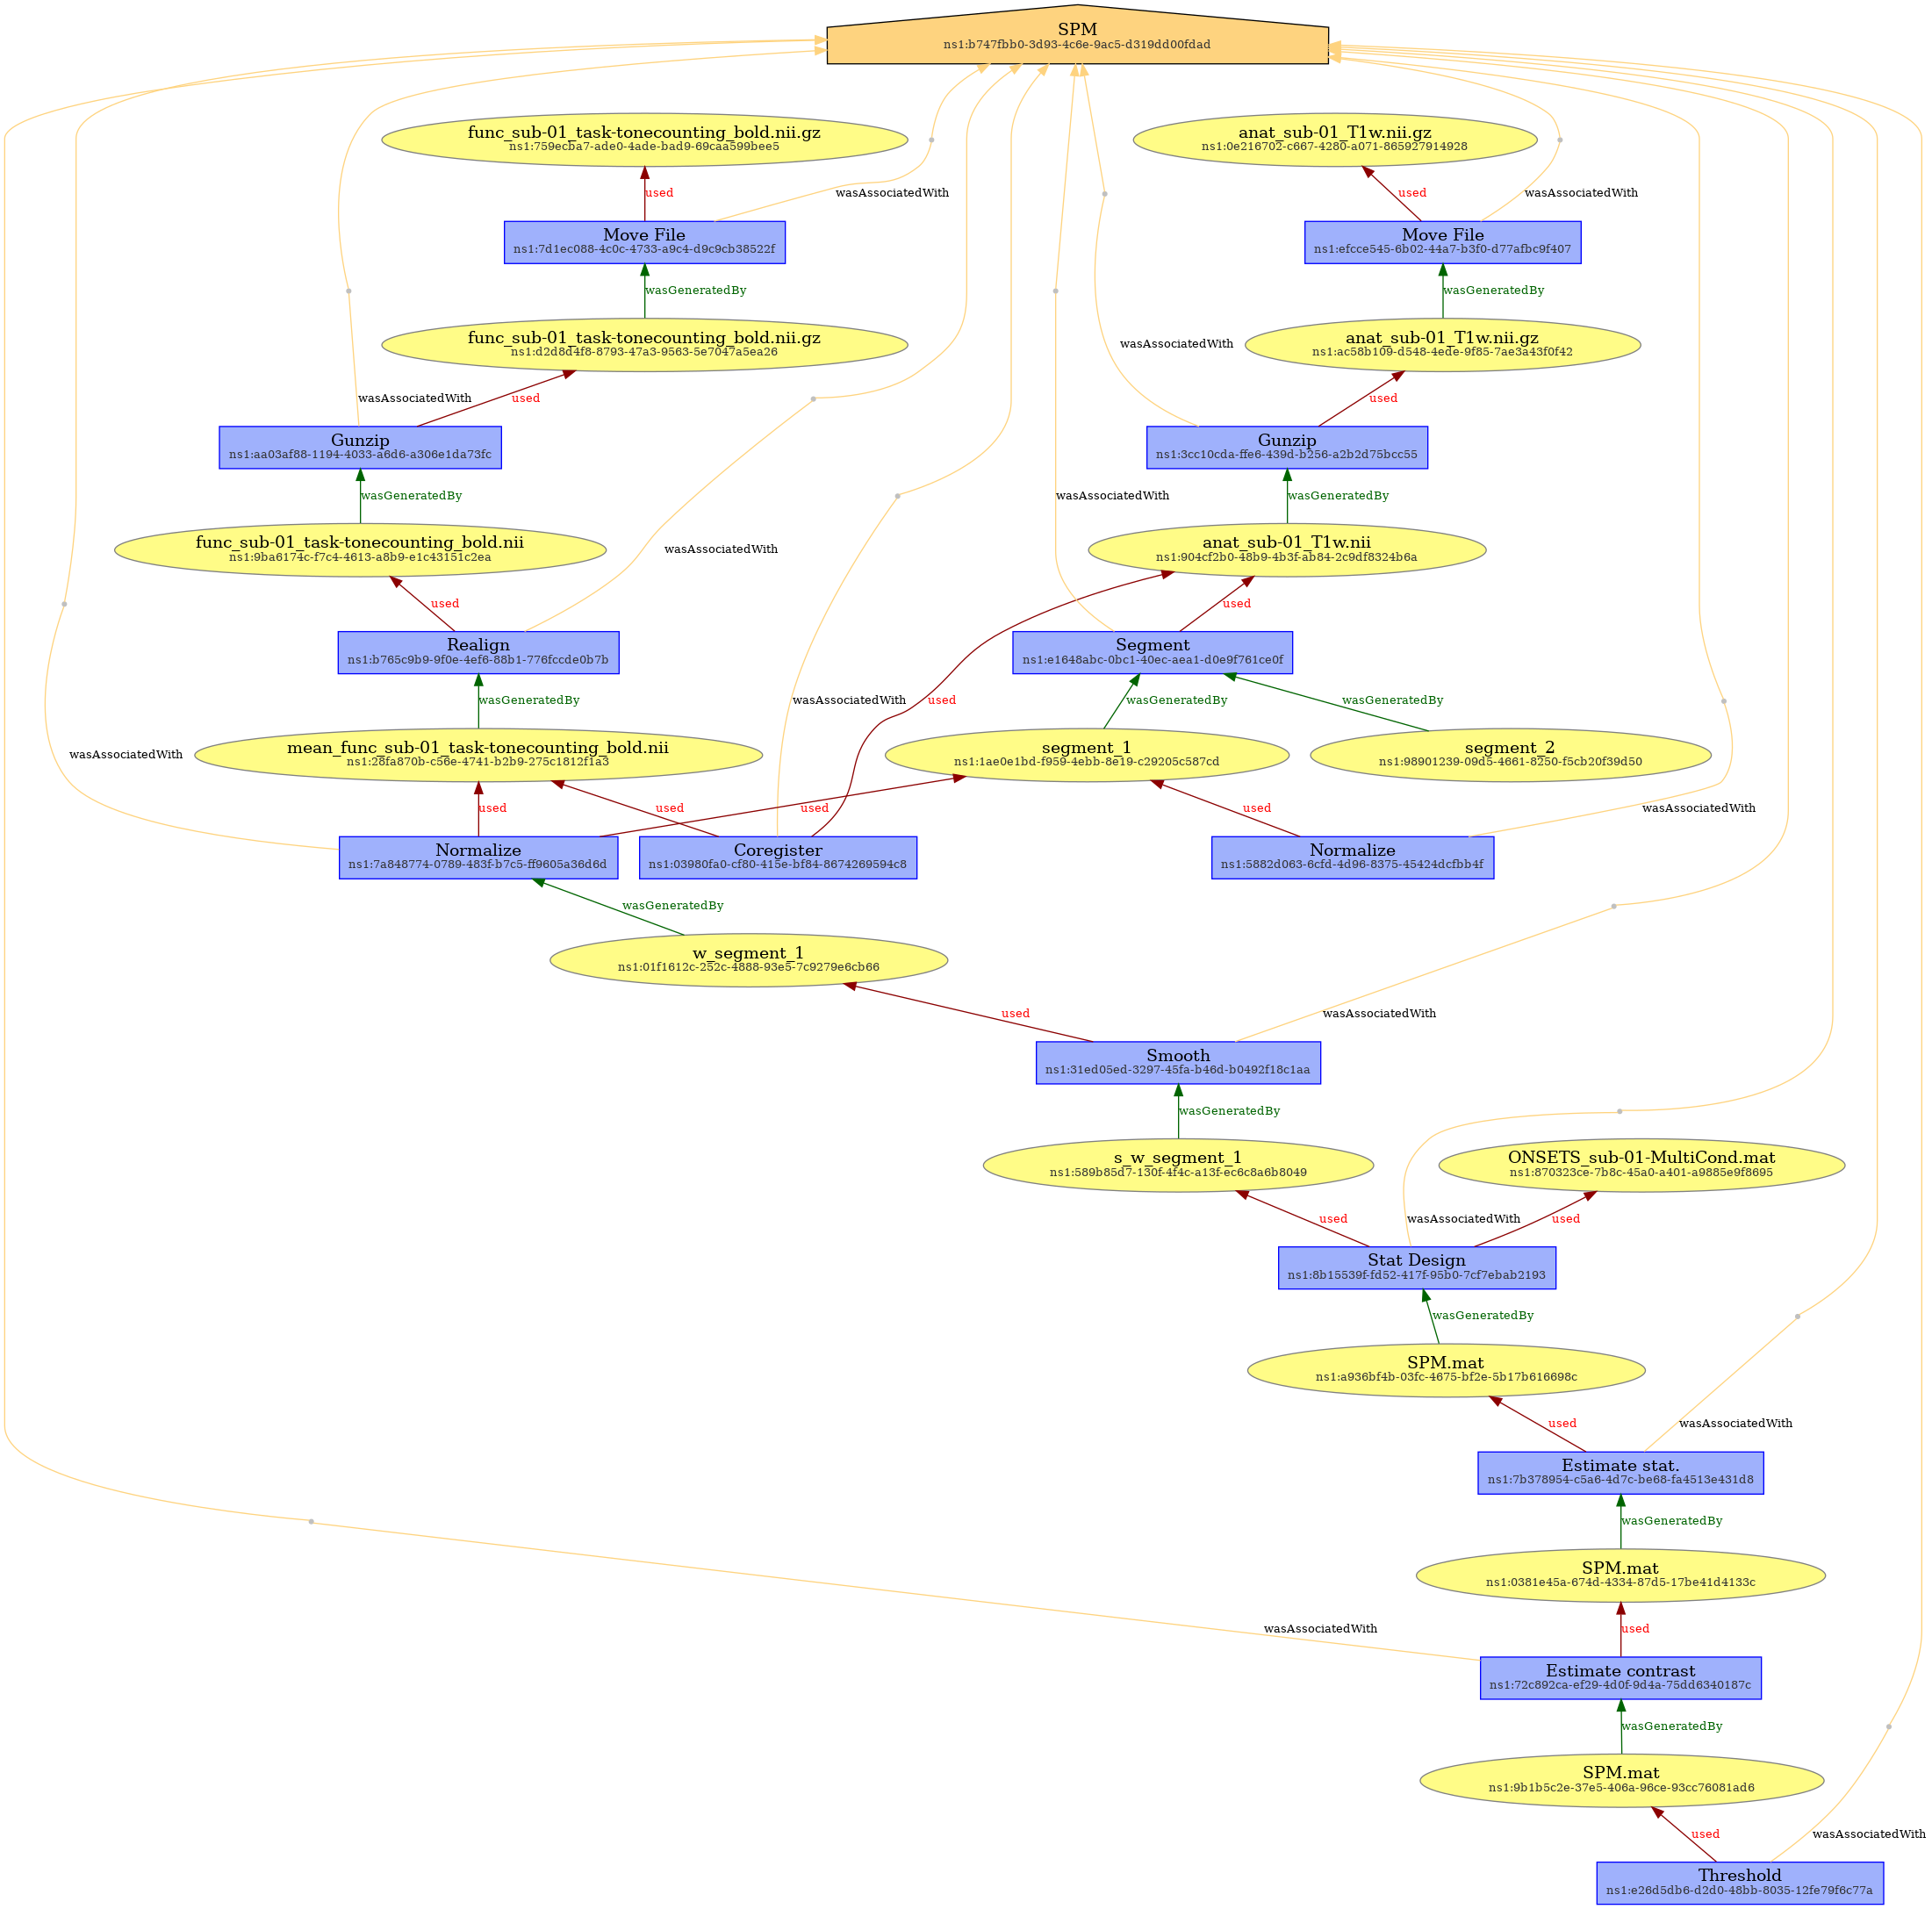 SPM
ns1:b747fbb0-3d93-4c6e-9ac5-d319dd00fdad
func_sub-01_task-tonecounting_bold.nii.gz
ns1:759ecba7-ade0-4ade-bad9-69caa599bee5
anat_sub-01_T1w.nii.gz
ns1:0e216702-c667-4280-a071-865927914928
used
wasAssociatedWith
used
wasAssociatedWith
Move File
ns1:7d1ec088-4c0c-4733-a9c4-d9c9cb38522f
Move File
ns1:efcce545-6b02-44a7-b3f0-d77afbc9f407
wasGeneratedBy
wasGeneratedBy
func_sub-01_task-tonecounting_bold.nii.gz
ns1:d2d8d4f8-8793-47a3-9563-5e7047a5ea26
wasAssociatedWith
anat_sub-01_T1w.nii.gz
ns1:ac58b109-d548-4ede-9f85-7ae3a43f0f42
wasAssociatedWith
used
used
Gunzip
ns1:aa03af88-1194-4033-a6d6-a306e1da73fc
Gunzip
ns1:3cc10cda-ffe6-439d-b256-a2b2d75bcc55
wasGeneratedBy
wasAssociatedWith
wasGeneratedBy
func_sub-01_task-tonecounting_bold.nii
ns1:9ba6174c-f7c4-4613-a8b9-e1c43151c2ea
wasAssociatedWith
anat_sub-01_T1w.nii
ns1:904cf2b0-48b9-4b3f-ab84-2c9df8324b6a
used
used
Realign
ns1:b765c9b9-9f0e-4ef6-88b1-776fccde0b7b
Segment
ns1:e1648abc-0bc1-40ec-aea1-d0e9f761ce0f
wasGeneratedBy
wasAssociatedWith
used
wasGeneratedBy
wasGeneratedBy
wasAssociatedWith
mean_func_sub-01_task-tonecounting_bold.nii
ns1:28fa870b-c56e-4741-b2b9-275c1812f1a3
segment_1
ns1:1ae0e1bd-f959-4ebb-8e19-c29205c587cd
segment_2
ns1:98901239-09d5-4661-8250-f5cb20f39d50
used
used
used
used
wasAssociatedWith
Normalize
ns1:7a848774-0789-483f-b7c5-ff9605a36d6d
Coregister
ns1:03980fa0-cf80-415e-bf84-8674269594c8
Normalize
ns1:5882d063-6cfd-4d96-8375-45424dcfbb4f
wasGeneratedBy
w_segment_1
ns1:01f1612c-252c-4888-93e5-7c9279e6cb66
used
wasAssociatedWith
Smooth
ns1:31ed05ed-3297-45fa-b46d-b0492f18c1aa
wasGeneratedBy
s_w_segment_1
ns1:589b85d7-130f-4f4c-a13f-ec6c8a6b8049
ONSETS_sub-01-MultiCond.mat
ns1:870323ce-7b8c-45a0-a401-a9885e9f8695
used
wasAssociatedWith
used
Stat Design
ns1:8b15539f-fd52-417f-95b0-7cf7ebab2193
wasGeneratedBy
SPM.mat
ns1:a936bf4b-03fc-4675-bf2e-5b17b616698c
used
wasAssociatedWith
Estimate stat.
ns1:7b378954-c5a6-4d7c-be68-fa4513e431d8
wasGeneratedBy
SPM.mat
ns1:0381e45a-674d-4334-87d5-17be41d4133c
wasAssociatedWith
used
Estimate contrast
ns1:72c892ca-ef29-4d0f-9d4a-75dd6340187c
wasGeneratedBy
SPM.mat
ns1:9b1b5c2e-37e5-406a-96ce-93cc76081ad6
used
wasAssociatedWith
Threshold
ns1:e26d5db6-d2d0-48bb-8035-12fe79f6c77a